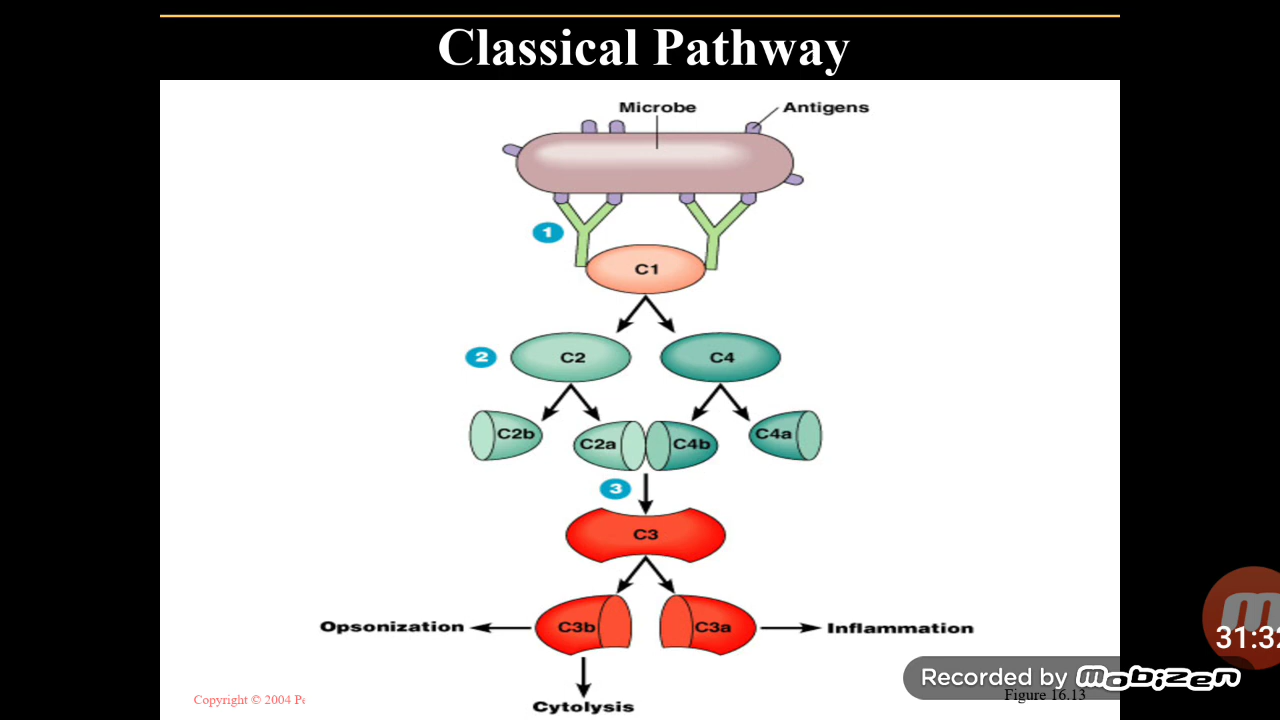 Classical Pathway
Microbe
Antigens
1
C1
2
C2
C4
C2b
C2a
C4b
C4a
3
C3
Opsonization
C3b
C3a
Inflammation
31:32
Recorded by mobizen
Copyright © 2004
Figure 16.13
Cytolysis